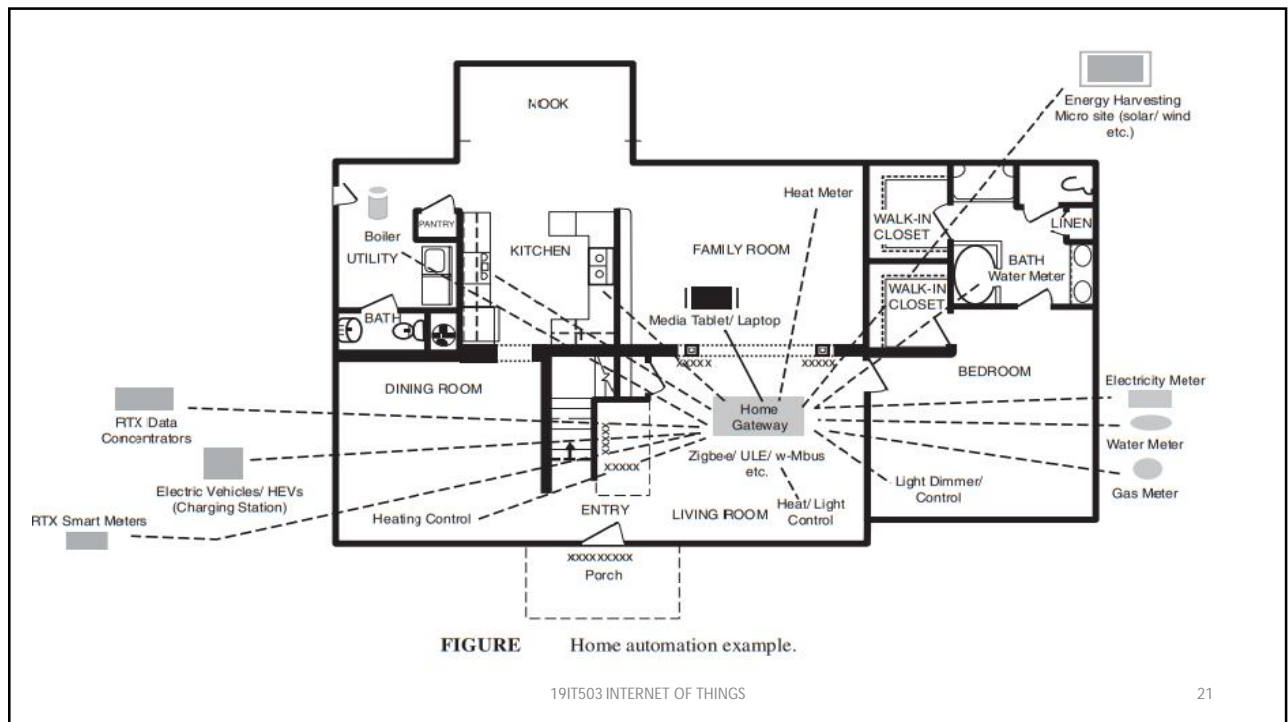 NOOK
Energy Harvesting
Micro site (solar/ wind
etc.)
Heat Meter
PANTRY
Boiler
UTILITY
KITCHEN
FAMILY ROOM
WALK-IN
CLOSET
LINEN
BATH
Water Meter
WALK-IN
CLOSET
BATH
Media Tablet/ Laptop
xxxxx
xxxxx
DINING ROOM
BEDROOM
Electricity Meter
RTX Data
Concentrators
Home
Gateway
Water Meter
xxxxx
Zigbee/ ULE/ w-Mbus
etc.
xxxxx
Electric Vehicles/ HEVs
(Charging Station)
Light Dimmer/
Control
Gas Meter
RTX Smart Meters
Heating Control
ENTRY
LIVING ROOM
Heat/ Light
Control
xxxxxxxxx
Porch
FIGURE Home automation example.
19IT503 INTERNET OF THINGS
21